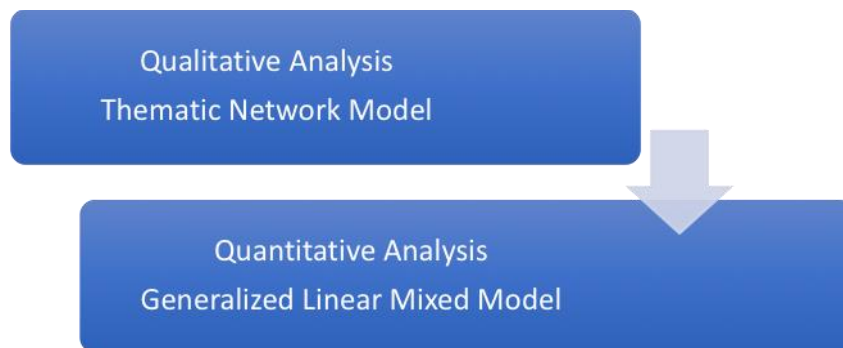 Qualitative Analysis
Thematic Network Model
Quantitative Analysis
Generalized Linear Mixed Model